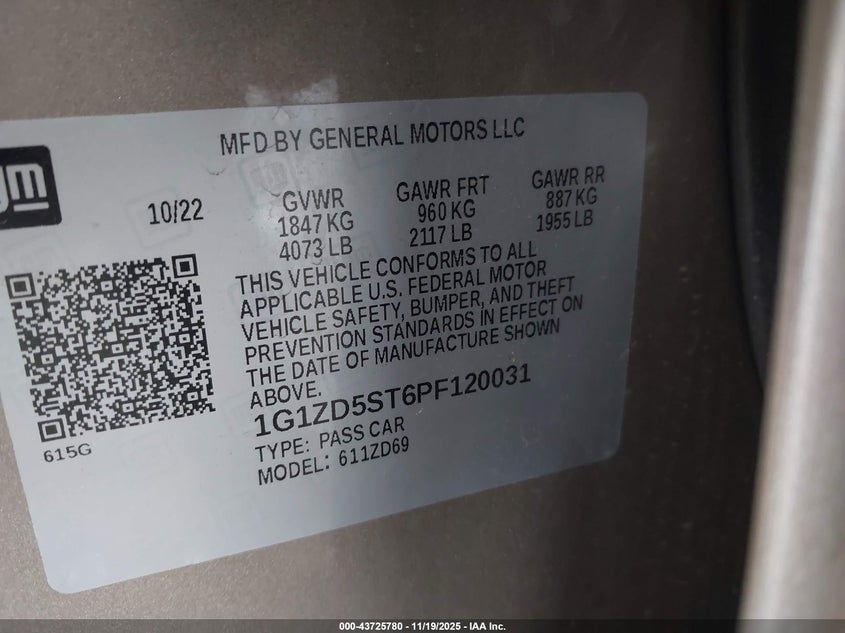 MFD BY GENERAL MOTORS LLC
gm
10/22
GVWR
1847 KG
4073 LB
GAWR FRT
960 KG
2117 LB
GAWR RR
887 KG
1955 LB
THIS VEHICLE CONFORMS TO ALL
APPLICABLE U.S. FEDERAL MOTOR
VEHICLE SAFETY, BUMPER, AND THEFT
PREVENTION STANDARDS IN EFFECT ON
THE DATE OF MANUFACTURE SHOWN
ABOVE.
1G1ZD5ST6PF120031
TYPE: PASS CAR
MODEL: 611ZD69
615G
000-43725780 - 11/19/2025 - IAA Inc.